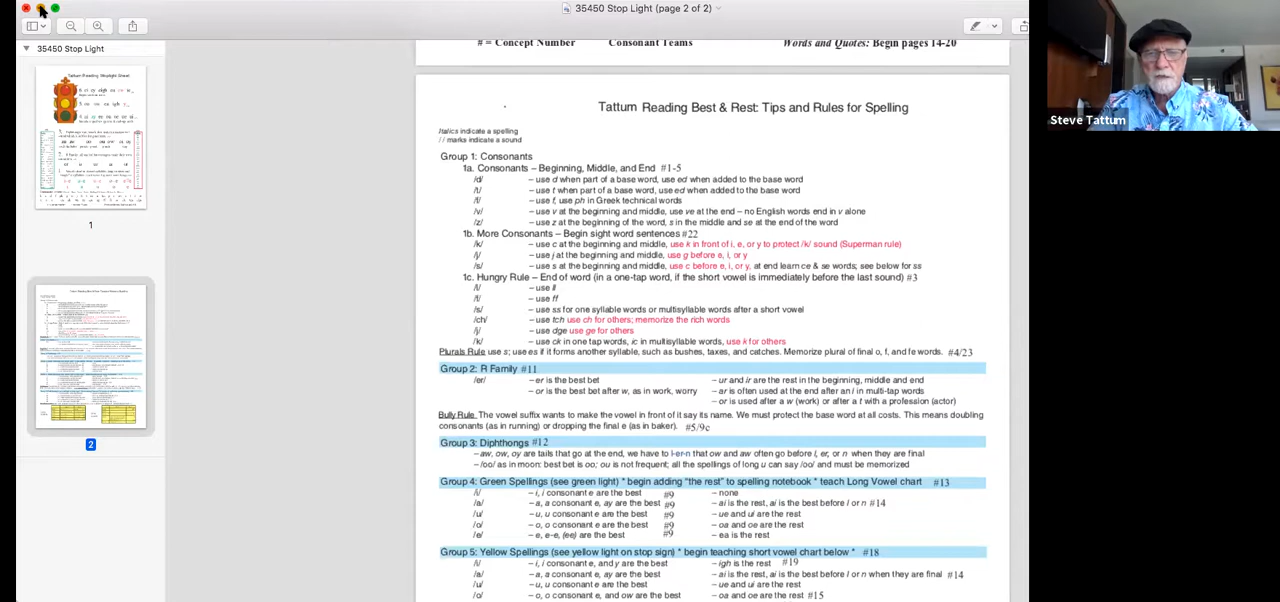 35450 Stop Light (page 2 of 2)
35450 Stop Light
Tattum Reading Stoplight Street
1
2
# = Concept Number Consonant Teams Words and Quotes: Begin pages 14-20
Tattum Reading Best & Rest: Tips and Rules for Spelling
Italics indicate a spelling
/ / marks indicate a sound
Group 1: Consonants
1a. Consonants – Beginning, Middle, and End #1-5
/d/ – use d when part of a base word, use ed when added to the base word
/t/ – use t when part of a base word, use ed when added to the base word
/f/ – use f, use ph in Greek technical words
/v/ – use v at the beginning and middle, use ve at the end – no English words end in v alone
/z/ – use z at the beginning of the word, s in the middle and se at the end of the word
1b. More Consonants – Begin sight word sentences #22
/k/ – use c at the beginning and middle, use k in front of i, e, or y to protect /k/ sound (Superman rule)
/j/ – use j at the beginning and middle, use g before e, i, or y
/s/ – use s at the beginning and middle, use c before e, i, or y, at end learn ce & se words; see below for ss
1c. Hungry Rule – End of word (in a one-tap word, if the short vowel is immediately before the last sound) #3
/l/ – use ll
/f/ – use ff
/s/ – use ss for one syllable words or multisyllable words after a short vowel
/ch/ – use tch use ch for others; memorize the rich words
/j/ – use dge use ge for others
/k/ – use ck in one tap words, ic in multisyllable words, use k for others
Plurals Rule use s; use es if it forms another syllable, such as bushes, taxes, and catches. Memorize plural of final o, f, and fe words. #4/23
Group 2: R Family #11
/er/ – er is the best bet – ur and ir are the rest in the beginning, middle and end
– or is the best bet after w, as in work, worry – ar is often used at the end after an l in multi-tap words
– or is used after a w (work) or after a t with a profession (actor)
Bully Rule The vowel suffix wants to make the vowel in front of it say its name. We must protect the base word at all costs. This means doubling
consonants (as in running) or dropping the final e (as in baker). #5/9c
Group 3: Diphthongs #12
– aw, ow, oy are tails that go at the end, we have to l-er-n that ow and aw often go before l, er, or n when they are final
– /oo/ as in moon: best bet is oo; ou is not frequent; all the spellings of long u can say /oo/ and must be memorized
Group 4: Green Spellings (see green light) * begin adding “the rest” to spelling notebook * teach Long Vowel chart #13
/i/ – i, i consonant e are the best #9 – none
/a/ – a, a consonant e, ay are the best #9 – ai is the rest, ai is the best before l or n #14
/u/ – u, u consonant e are the best #9 – ue and ui are the rest
/o/ – o, o consonant e are the best #9 – oa and oe are the rest
/e/ – e, e-e, (ee) are the best #9 – ea is the rest
Group 5: Yellow Spellings (see yellow light on stop sign) * begin teaching short vowel chart below * #18
/i/ – i, i consonant e, and y are the best – igh is the rest #19
/a/ – a, a consonant e, ay are the best – ai is the rest, ai is the best before l or n when they are final #14
/u/ – u, u consonant e are the best – ue and ui are the rest
/o/ – o, o consonant e, and ow are the best – oa and oe are the rest #15
Steve Tattum